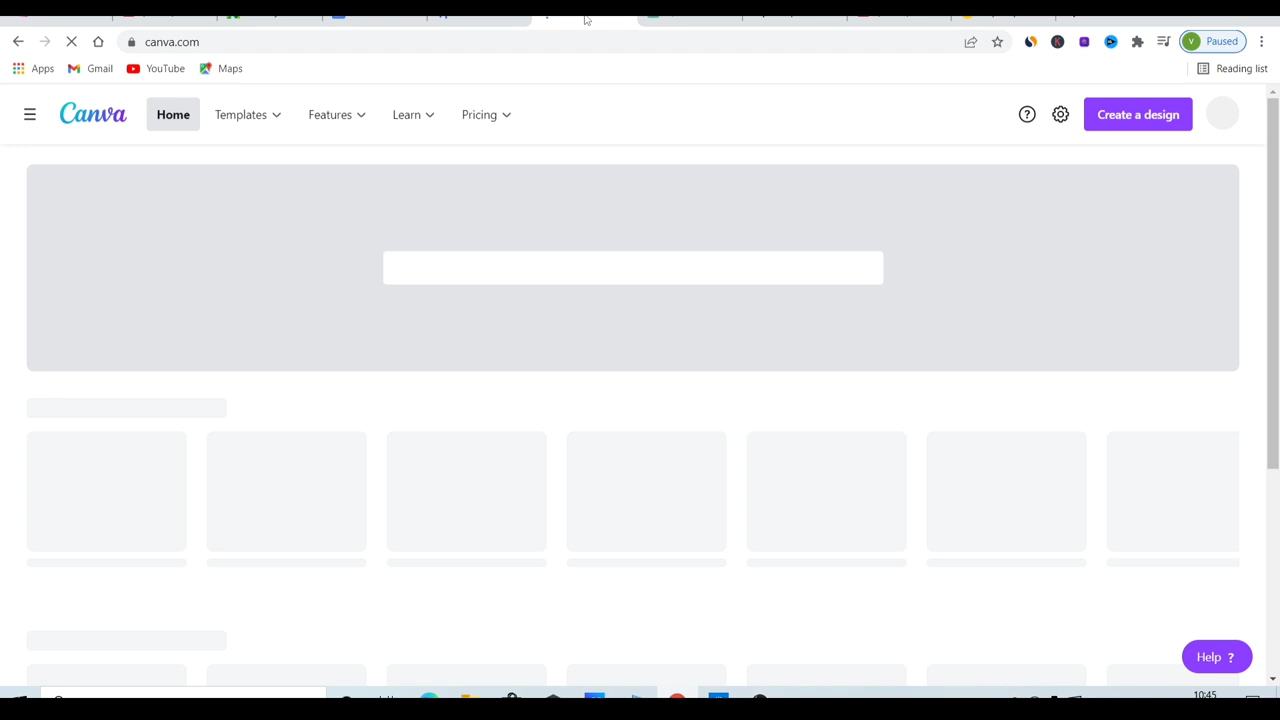 canva.com
V Paused
Apps Gmail YouTube Maps Reading list
Canva Home Templates Features Learn Pricing ? Create a design
Help ?
10:45